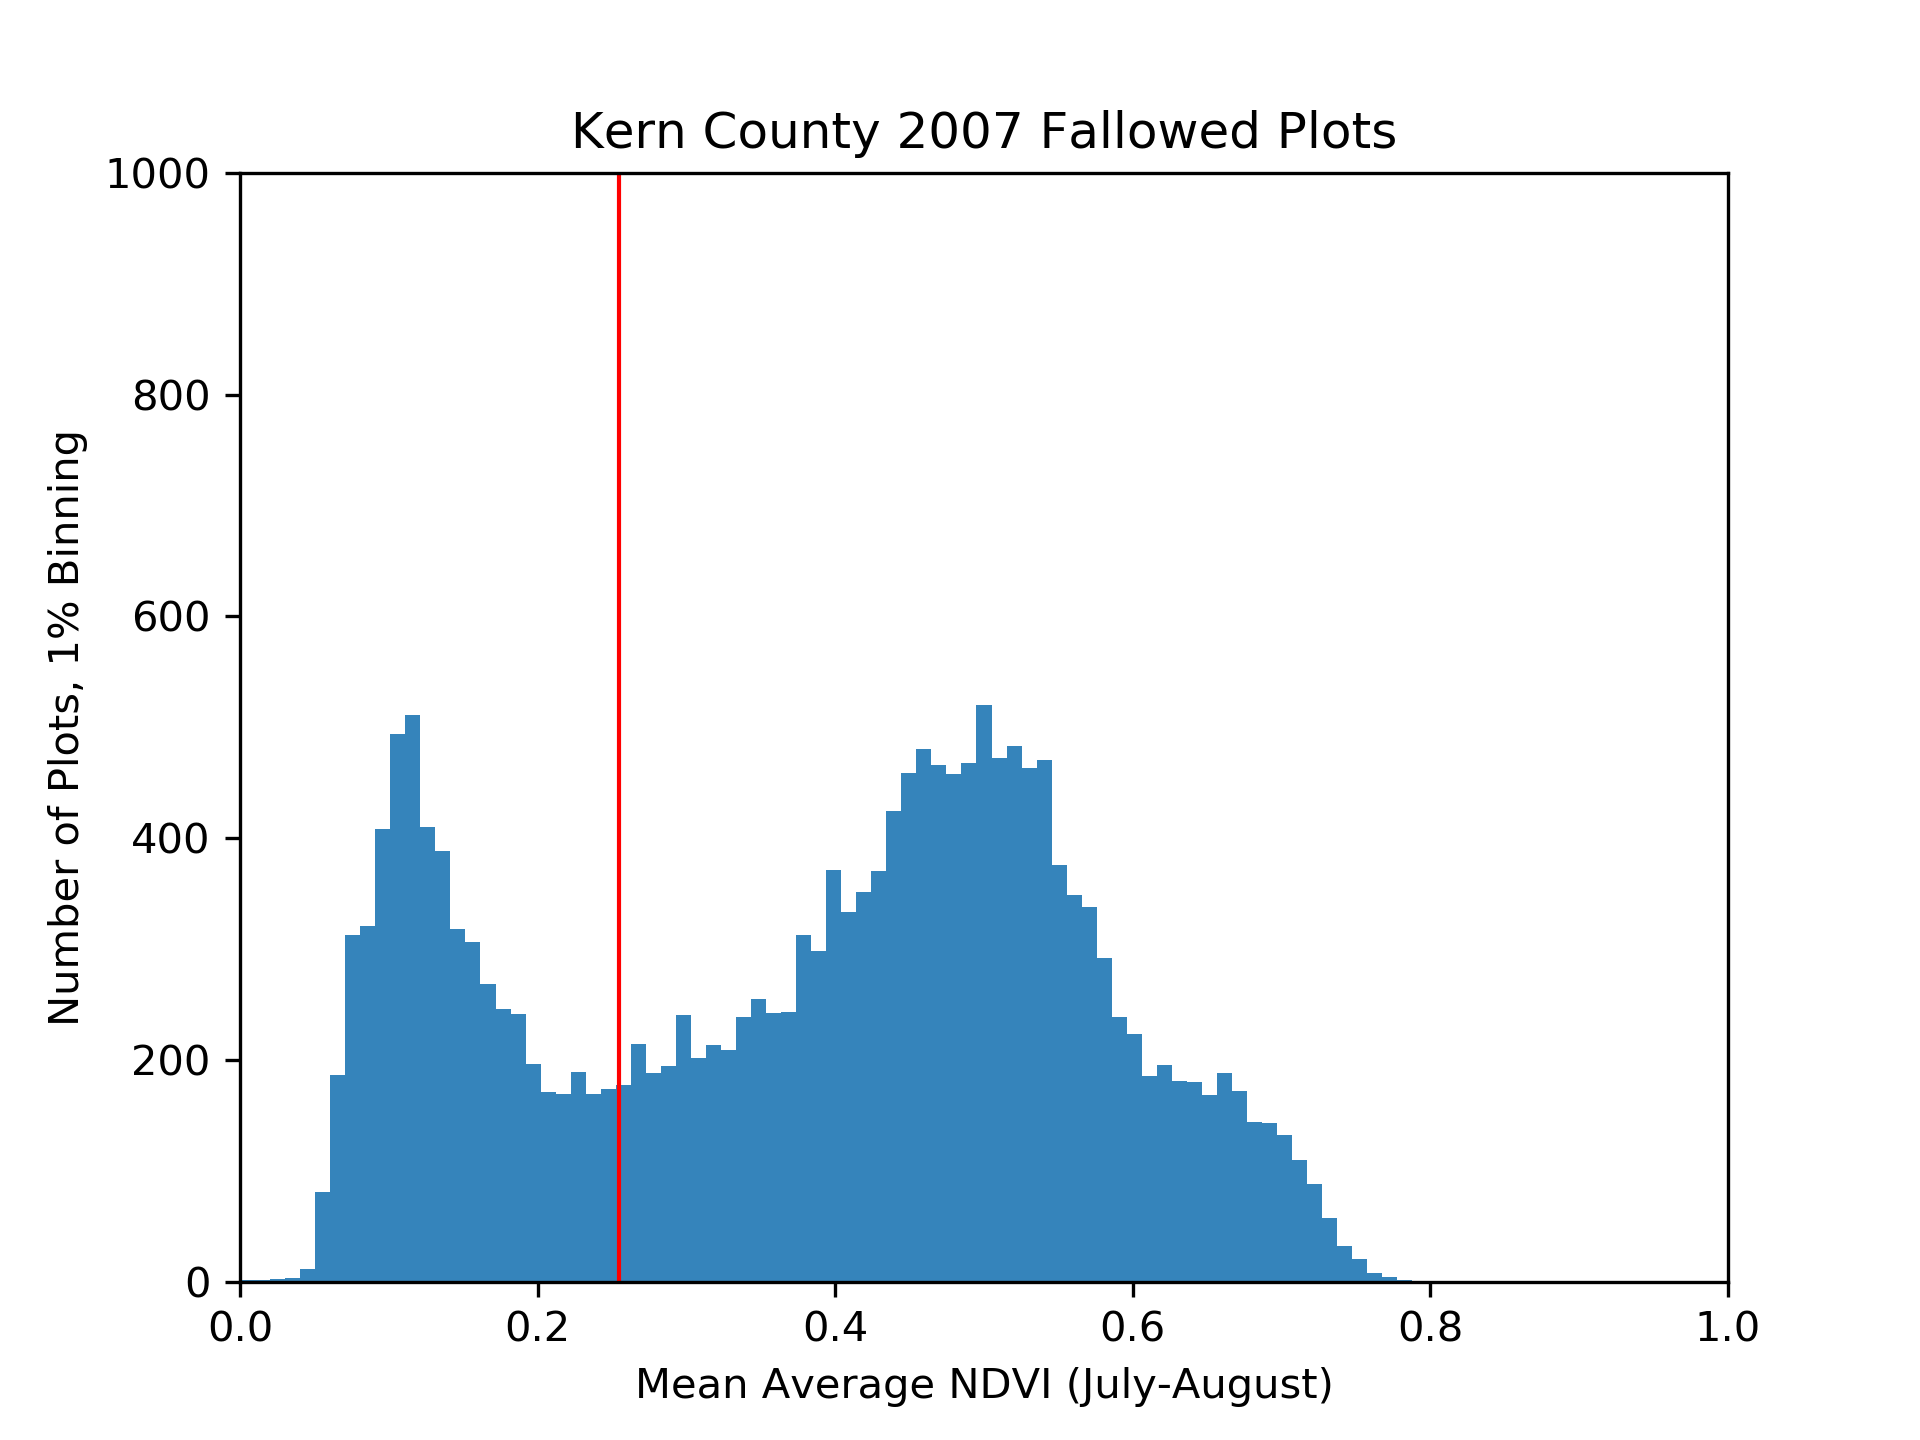 Kern County 2007 Fallowed Plots
1000
800
600
400
200
0
Number of Plots, 1% Binning
0.0 0.2 0.4 0.6 0.8 1.0
Mean Average NDVI (July-August)